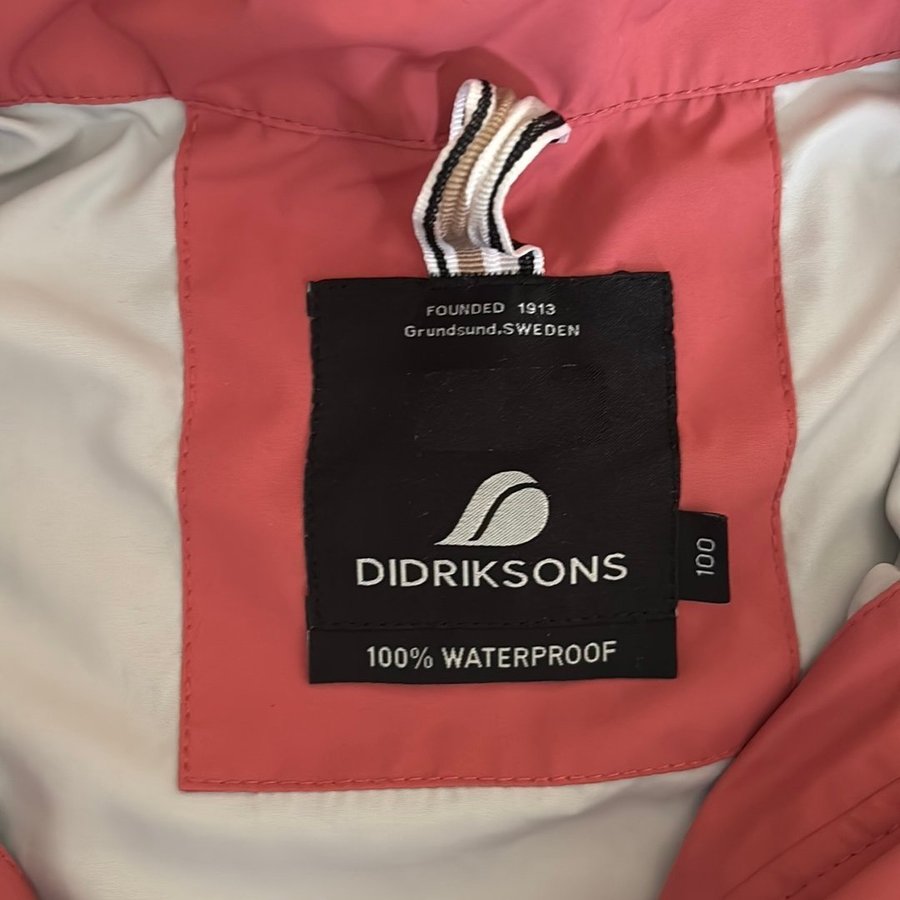 FOUNDED 1913
Grundsund,SWEDEN
DIDRIKSONS
100
100% WATERPROOF